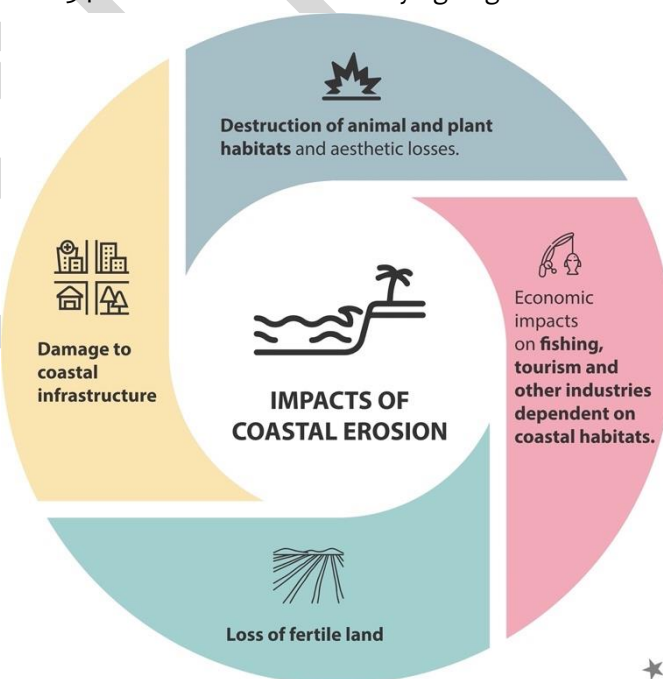 Destruction of animal and plant
habitats and aesthetic losses.
Economic
impacts
on fishing,
tourism and
other industries
dependent on
coastal habitats.
Damage to
coastal
infrastructure
IMPACTS OF
COASTAL EROSION
Loss of fertile land